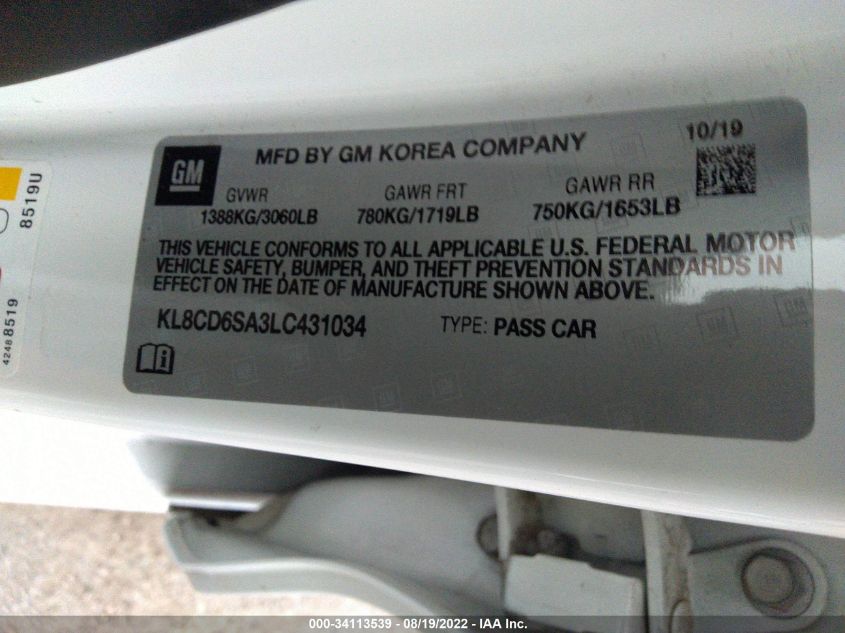 GM
MFD BY GM KOREA COMPANY
10/19
GVWR
GAWR FRT
GAWR RR
1388KG/3060LB
780KG/1719LB
750KG/1653LB
THIS VEHICLE CONFORMS TO ALL APPLICABLE U.S. FEDERAL MOTOR
VEHICLE SAFETY, BUMPER, AND THEFT PREVENTION STANDARDS IN
EFFECT ON THE DATE OF MANUFACTURE SHOWN ABOVE.
KL8CD6SA3LC431034
TYPE: PASS CAR
8519U
4248 8519
000-34113539 - 08/19/2022 - IAA Inc.